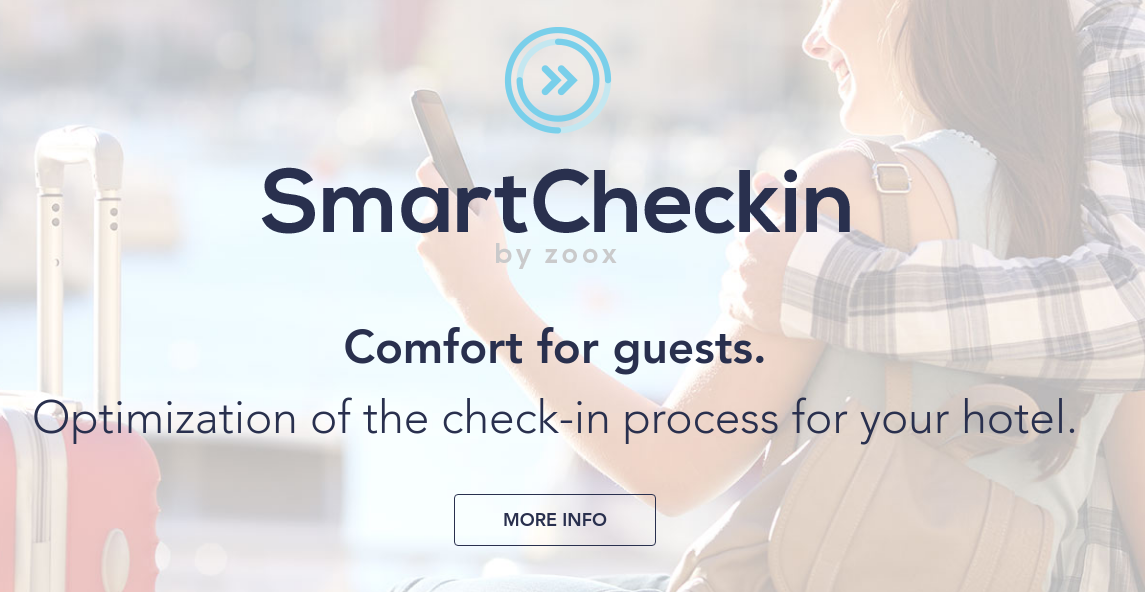 SmartCheckin
by zoox
Comfort for guests.
Optimization of the check-in process for your hotel.
MORE INFO